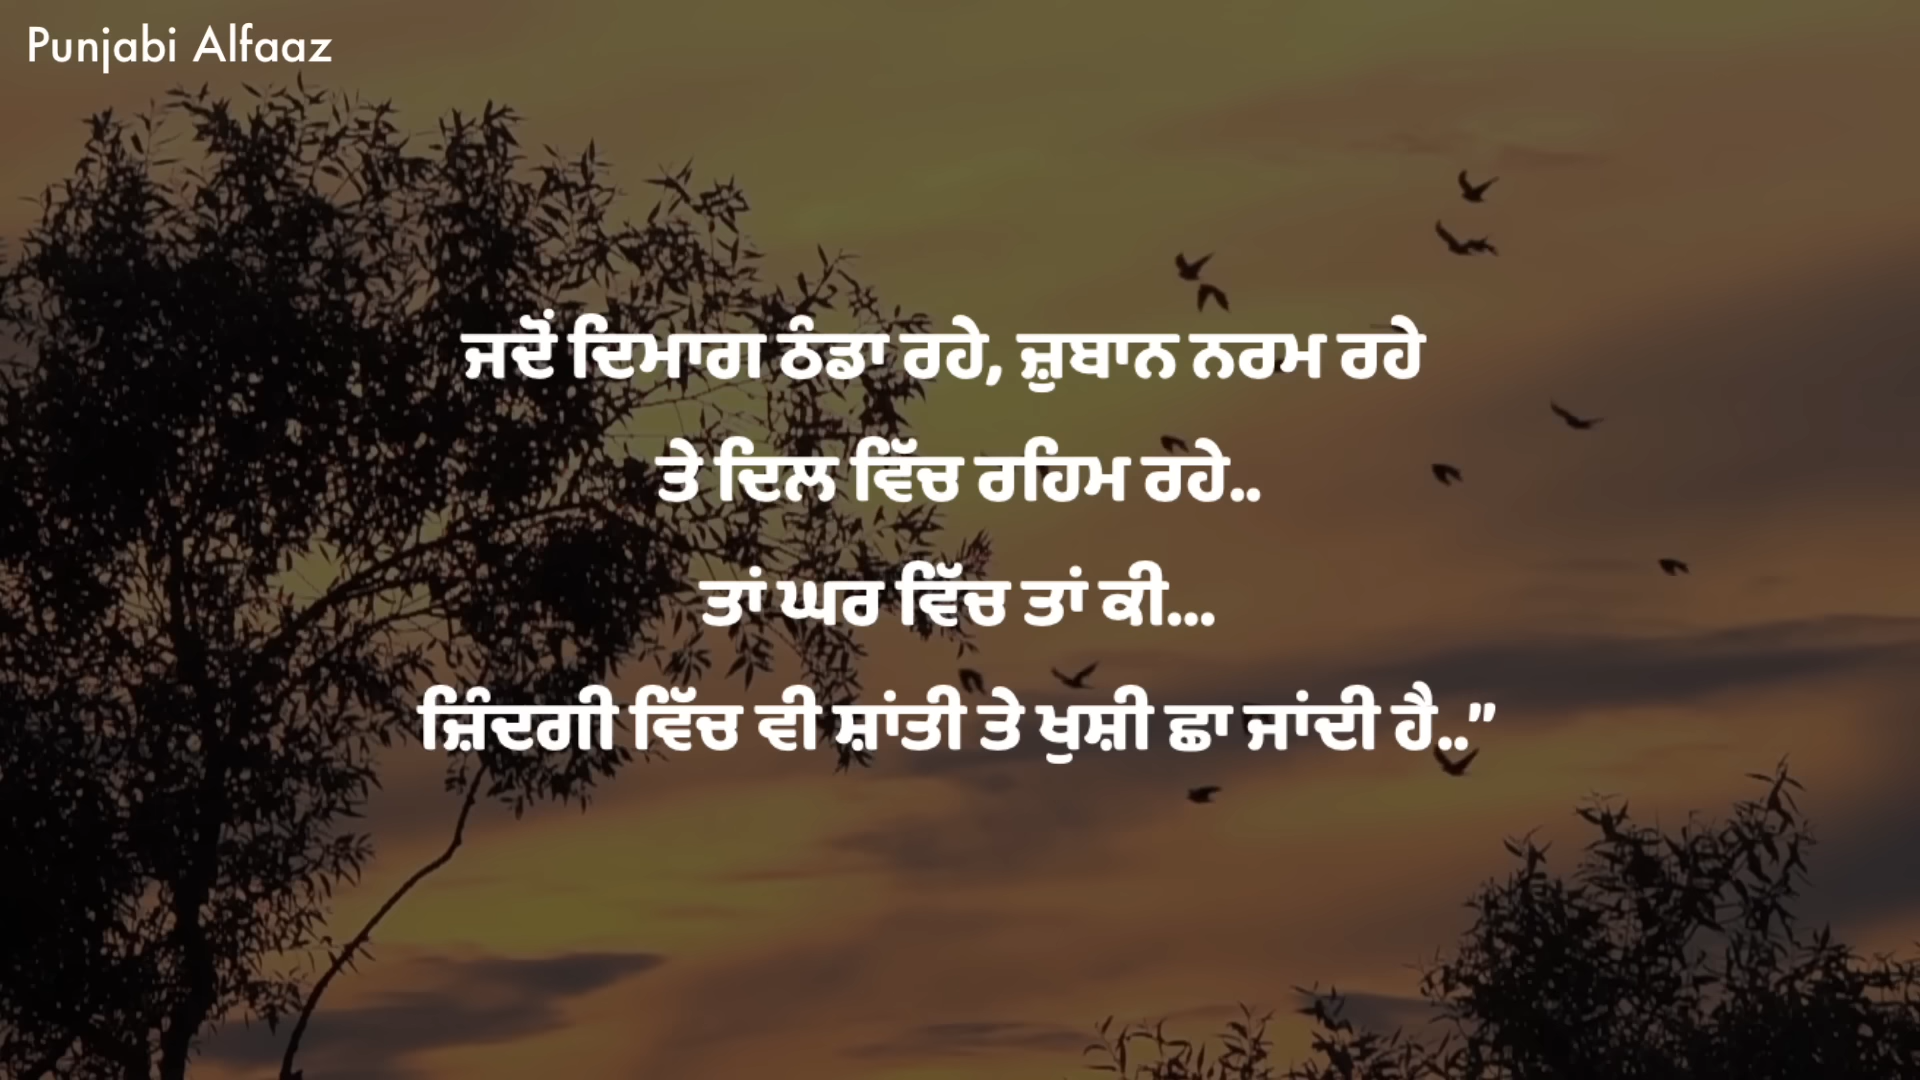 Punjabi Alfaaz
ਜਦੋਂ ਦਿਮਾਗ ਠੰਡਾ ਰਹੇ, ਜ਼ੁਬਾਨ ਨਰਮ ਰਹੇ
ਤੇ ਦਿਲ ਵਿੱਚ ਰਹਿਮ ਰਹੇ..
ਤਾਂ ਘਰ ਵਿੱਚ ਤਾਂ ਕੀ...
ਜ਼ਿੰਦਗੀ ਵਿੱਚ ਵੀ ਸ਼ਾਂਤੀ ਤੇ ਖੁਸ਼ੀ ਛਾ ਜਾਂਦੀ ਹੈ..”